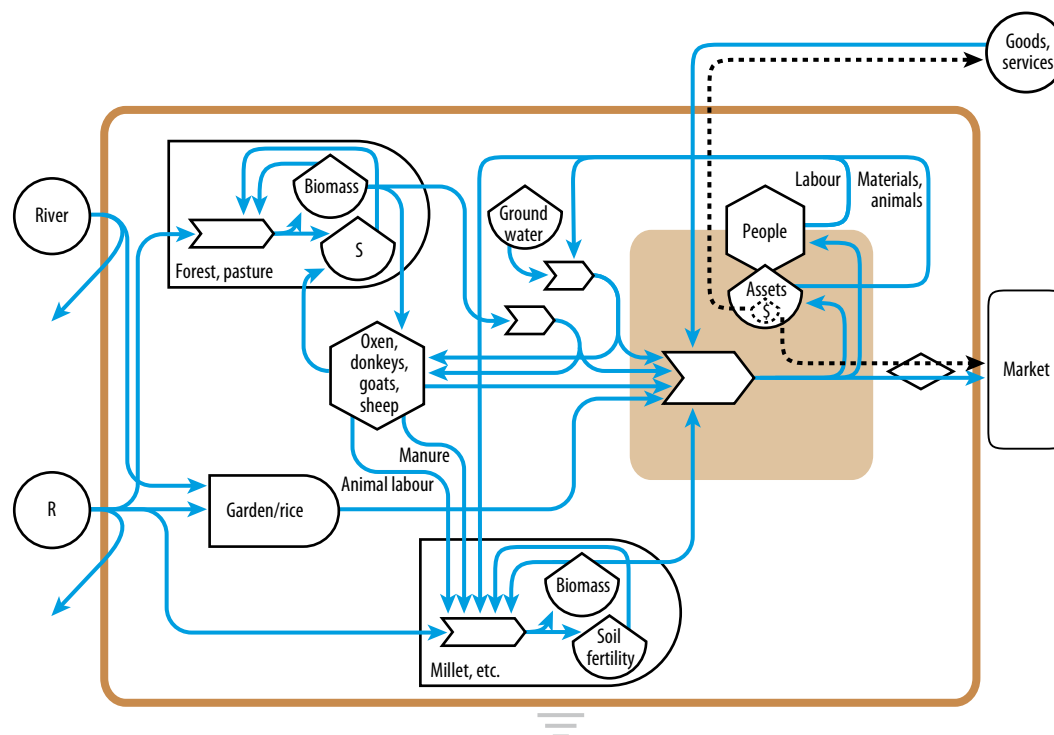 Goods,
services
River
Biomass
S
Forest, pasture
Ground
water
Labour
Materials,
animals
People
Assets
$
Oxen,
donkeys,
goats,
sheep
Market
Manure
Animal labour
R
Garden/rice
Biomass
Soil
fertility
Millet, etc.